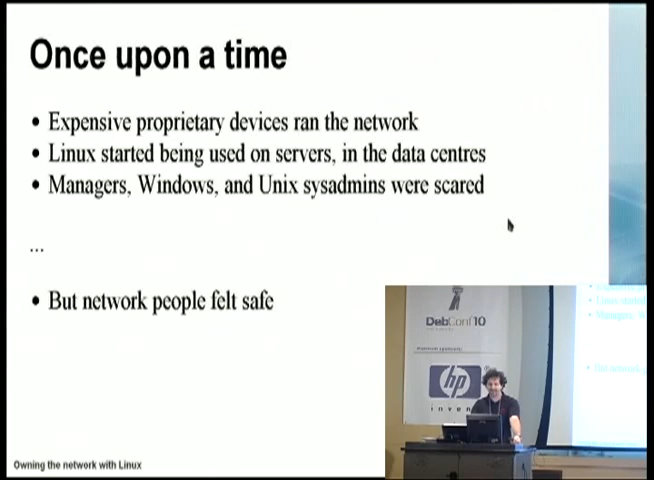 Once upon a time
• Expensive proprietary devices ran the network
• Linux started being used on servers, in the data centres
• Managers, Windows, and Unix sysadmins were scared
...
• But network people felt safe
DebConf10
hp
invent
Owning the network with Linux